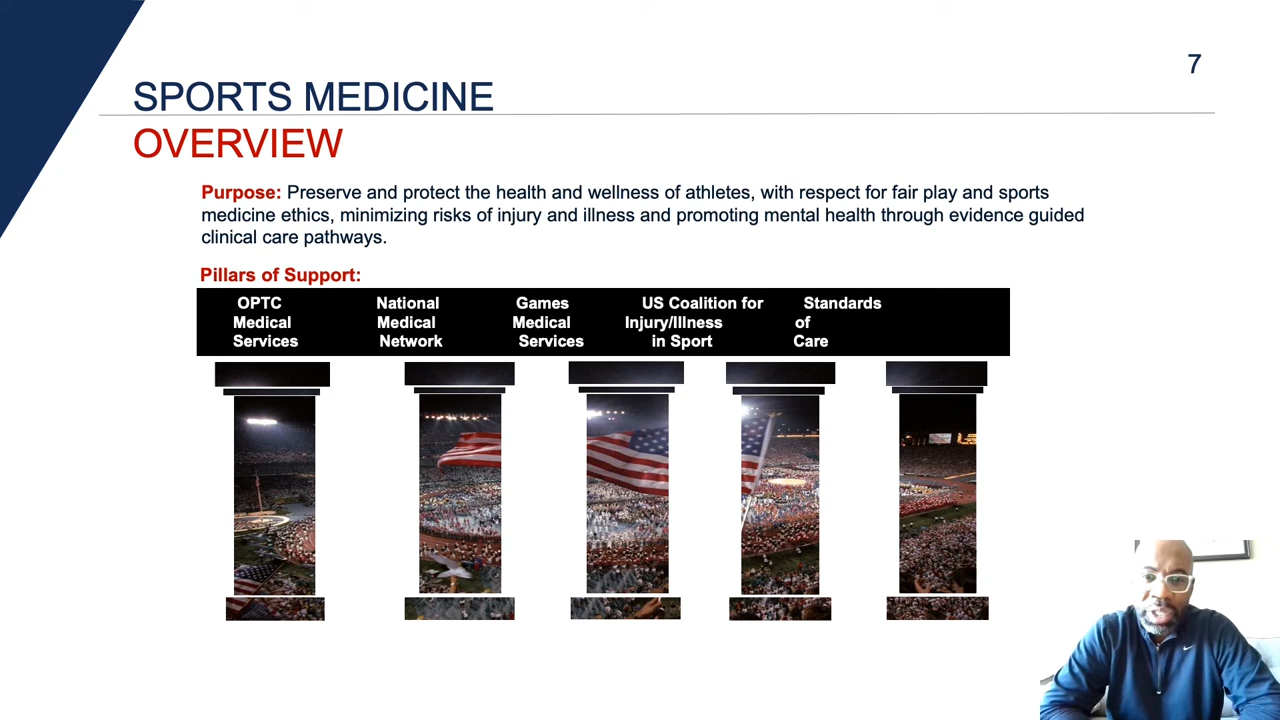 7
SPORTS MEDICINE
OVERVIEW
Purpose: Preserve and protect the health and wellness of athletes, with respect for fair play and sports
medicine ethics, minimizing risks of injury and illness and promoting mental health through evidence guided
clinical care pathways.
Pillars of Support:
OPTC National Games US Coalition for Standards
Medical Medical Medical Injury/Illness of
Services Network Services in Sport Care